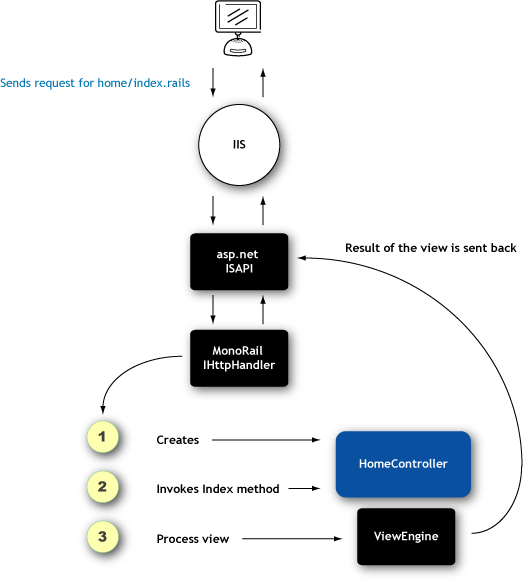 Sends request for home/index.rails
IIS
asp.net
ISAPI
Result of the view is sent back
MonoRail
IHttpHandler
1
Creates
HomeController
2
Invokes Index method
3
Process view
ViewEngine